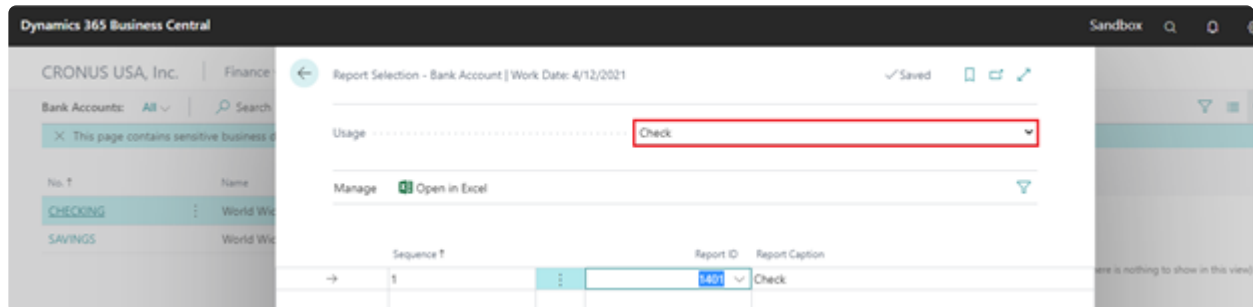 Dynamics 365 Business Central
Sandbox
CRONUS USA, Inc. Finance
Report Selection - Bank Account | Work Date: 4/12/2021
Saved
Bank Accounts: All Search
Usage Check
This page contains sensitive business d
No. ↑ Name
Manage Open in Excel
CHECKING World Wid
SAVINGS World Wid
Sequence ↑ Report ID Report Caption
ere is nothing to show in this view)
1 1401 Check